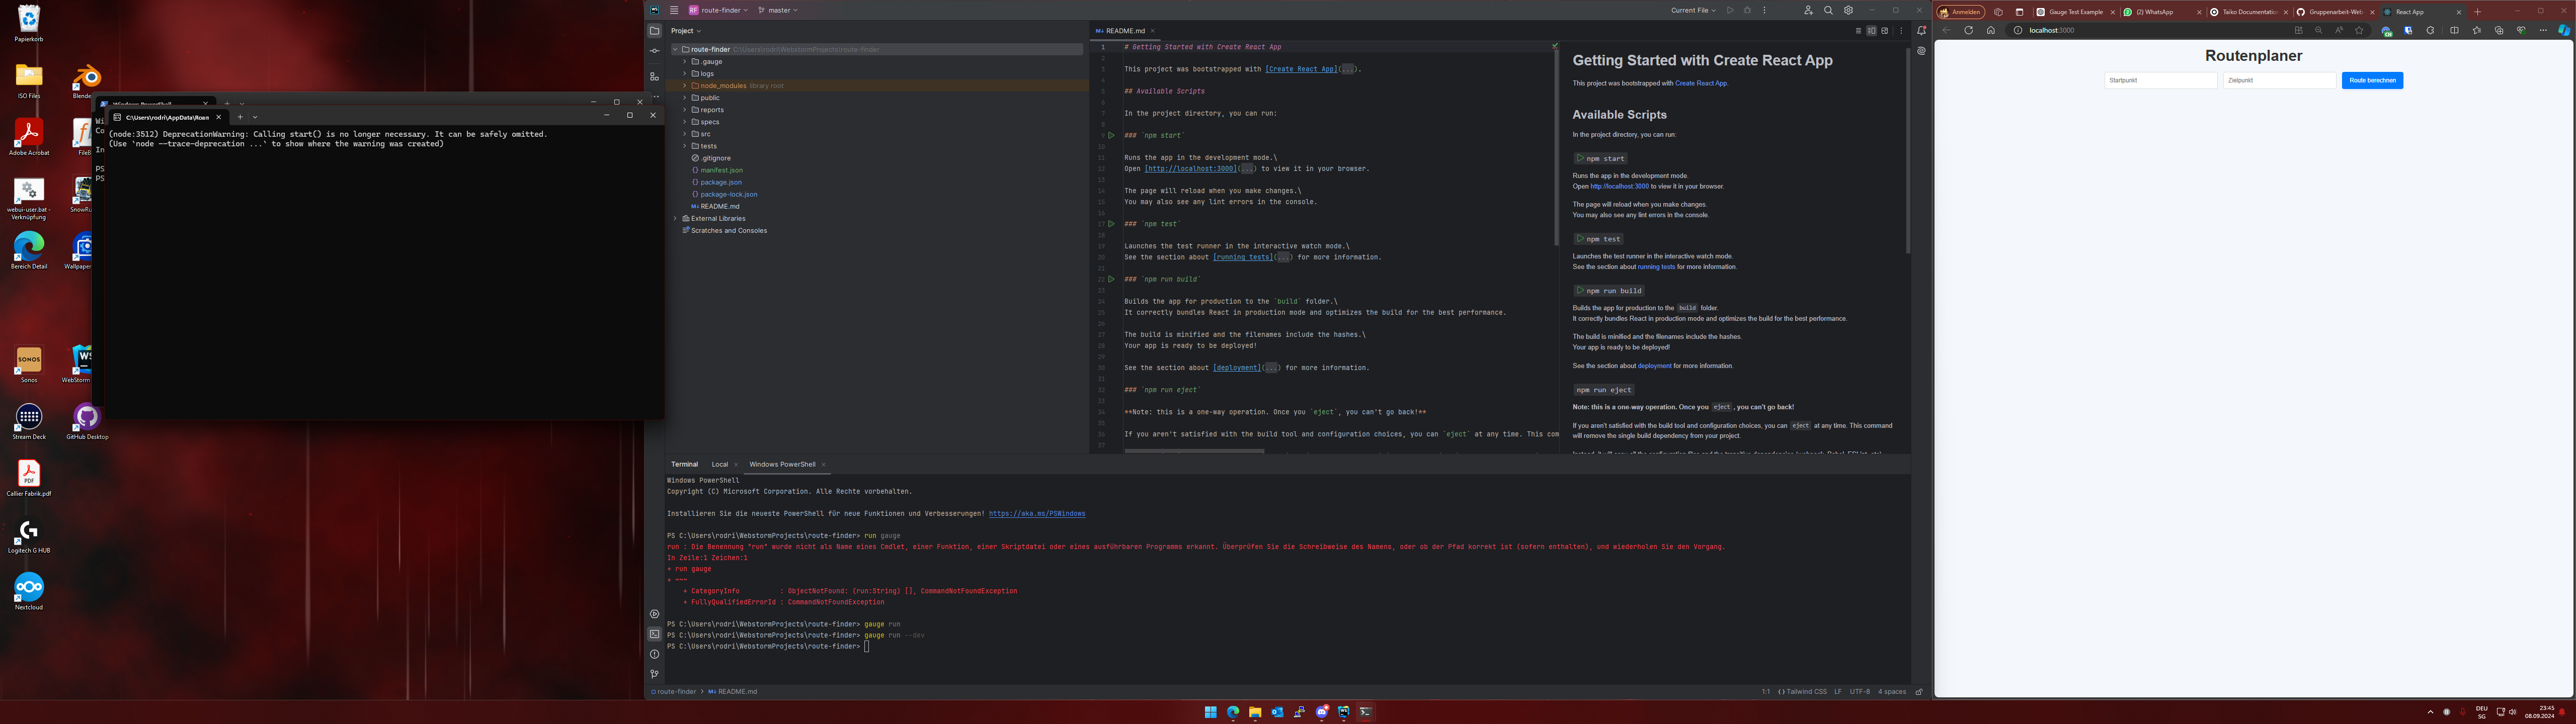 Papierkorb
ISO Files
Blende
Adobe Acrobat
FileB
webui-user.bat - Verknüpfung
SnowRu
Bereich Detail
Wallpaper
Sonos
WebStorm
Stream Deck
GitHub Desktop
Callier Fabrik.pdf
Logitech G HUB
Nextcloud
Windows PowerShell
C:\Users\rodri\AppData\Roan
(node:3512) DeprecationWarning: Calling start() is no longer necessary. It can be safely omitted.
(Use `node --trace-deprecation ...` to show where the warning was created)
Wi
Co
In
PS
PS
RF route-finder
master
Current File
Project
route-finder C:\Users\rodri\WebstormProjects\route-finder
.gauge
logs
node_modules library root
public
reports
specs
src
tests
.gitignore
manifest.json
package.json
package-lock.json
README.md
External Libraries
Scratches and Consoles
README.md
# Getting Started with Create React App
This project was bootstrapped with [Create React App](...).
## Available Scripts
In the project directory, you can run:
### `npm start`
Runs the app in the development mode.\
Open [http://localhost:3000](...) to view it in your browser.
The page will reload when you make changes.\
You may also see any lint errors in the console.
### `npm test`
Launches the test runner in the interactive watch mode.\
See the section about [running tests](...) for more information.
### `npm run build`
Builds the app for production to the `build` folder.\
It correctly bundles React in production mode and optimizes the build for the best performance.
The build is minified and the filenames include the hashes.\
Your app is ready to be deployed!
See the section about [deployment](...) for more information.
### `npm run eject`
**Note: this is a one-way operation. Once you `eject`, you can't go back!**
If you aren't satisfied with the build tool and configuration choices, you can `eject` at any time. This com
Getting Started with Create React App
This project was bootstrapped with Create React App.
Available Scripts
In the project directory, you can run:
npm start
Runs the app in the development mode.
Open http://localhost:3000 to view it in your browser.
The page will reload when you make changes.
You may also see any lint errors in the console.
npm test
Launches the test runner in the interactive watch mode.
See the section about running tests for more information.
npm run build
Builds the app for production to the build folder.
It correctly bundles React in production mode and optimizes the build for the best performance.
The build is minified and the filenames include the hashes.
Your app is ready to be deployed!
See the section about deployment for more information.
npm run eject
Note: this is a one-way operation. Once you eject, you can't go back!
If you aren't satisfied with the build tool and configuration choices, you can eject at any time. This command
will remove the single build dependency from your project.
Terminal Local Windows PowerShell
Windows PowerShell
Copyright (C) Microsoft Corporation. Alle Rechte vorbehalten.
Installieren Sie die neueste PowerShell für neue Funktionen und Verbesserungen! https://aka.ms/PSWindows
PS C:\Users\rodri\WebstormProjects\route-finder> run gauge
run : Die Benennung "run" wurde nicht als Name eines Cmdlet, einer Funktion, einer Skriptdatei oder eines ausführbaren Programms erkannt. Überprüfen Sie die Schreibweise des Namens, oder ob der Pfad korrekt ist (sofern enthalten), und wiederholen Sie den Vorgang.
In Zeile:1 Zeichen:1
+ run gauge
+ ~~~
+ CategoryInfo : ObjectNotFound: (run:String) [], CommandNotFoundException
+ FullyQualifiedErrorId : CommandNotFoundException
PS C:\Users\rodri\WebstormProjects\route-finder> gauge run
PS C:\Users\rodri\WebstormProjects\route-finder> gauge run --dev
PS C:\Users\rodri\WebstormProjects\route-finder>
route-finder > README.md
1:1 Tailwind CSS LF UTF-8 4 spaces
Anmelden
Gauge Test Example
(2) WhatsApp
Taiko Documentation
Gruppenarbeit-Web
React App
localhost:3000
Routenplaner
Startpunkt
Zielpunkt
Route berechnen
DEU
SG
23:45
08.09.2024